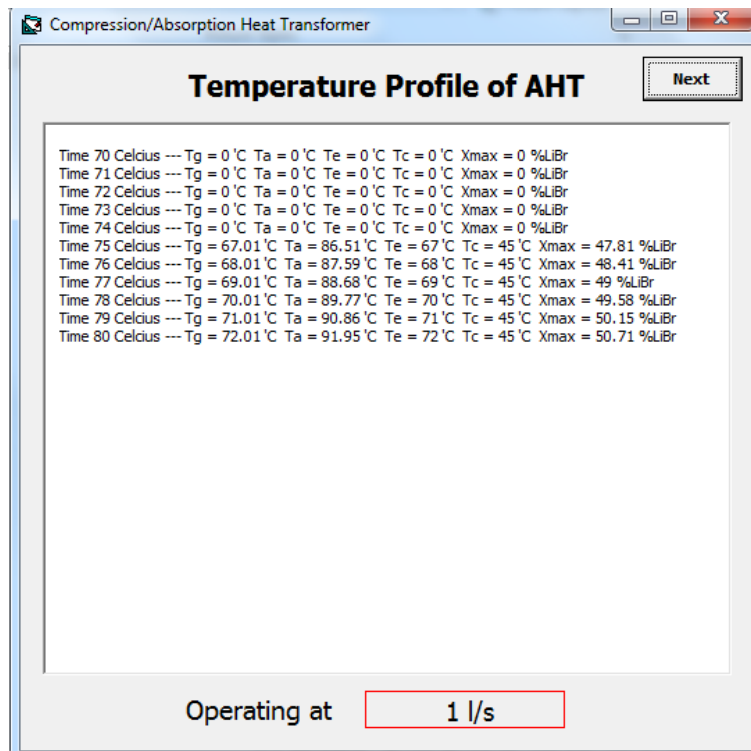 Compression/Absorption Heat Transformer
Temperature Profile of AHT
Next
Time 70 Celcius --- Tg = 0 'C Ta = 0 'C Te = 0 'C Tc = 0 'C Xmax = 0 %LiBr
Time 71 Celcius --- Tg = 0 'C Ta = 0 'C Te = 0 'C Tc = 0 'C Xmax = 0 %LiBr
Time 72 Celcius --- Tg = 0 'C Ta = 0 'C Te = 0 'C Tc = 0 'C Xmax = 0 %LiBr
Time 73 Celcius --- Tg = 0 'C Ta = 0 'C Te = 0 'C Tc = 0 'C Xmax = 0 %LiBr
Time 74 Celcius --- Tg = 0 'C Ta = 0 'C Te = 0 'C Tc = 0 'C Xmax = 0 %LiBr
Time 75 Celcius --- Tg = 67.01 'C Ta = 86.51 'C Te = 67 'C Tc = 45 'C Xmax = 47.81 %LiBr
Time 76 Celcius --- Tg = 68.01 'C Ta = 87.59 'C Te = 68 'C Tc = 45 'C Xmax = 48.41 %LiBr
Time 77 Celcius --- Tg = 69.01 'C Ta = 88.68 'C Te = 69 'C Tc = 45 'C Xmax = 49 %LiBr
Time 78 Celcius --- Tg = 70.01 'C Ta = 89.77 'C Te = 70 'C Tc = 45 'C Xmax = 49.58 %LiBr
Time 79 Celcius --- Tg = 71.01 'C Ta = 90.86 'C Te = 71 'C Tc = 45 'C Xmax = 50.15 %LiBr
Time 80 Celcius --- Tg = 72.01 'C Ta = 91.95 'C Te = 72 'C Tc = 45 'C Xmax = 50.71 %LiBr
Operating at 1 l/s